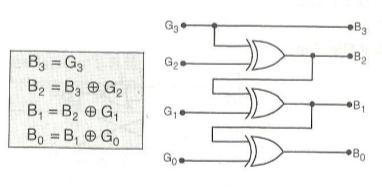 B₃ = G₃
B₂ = B₃ ⊕ G₂
B₁ = B₂ ⊕ G₁
B₀ = B₁ ⊕ G₀
G₃ B₃
G₂ B₂
G₁ B₁
G₀ B₀